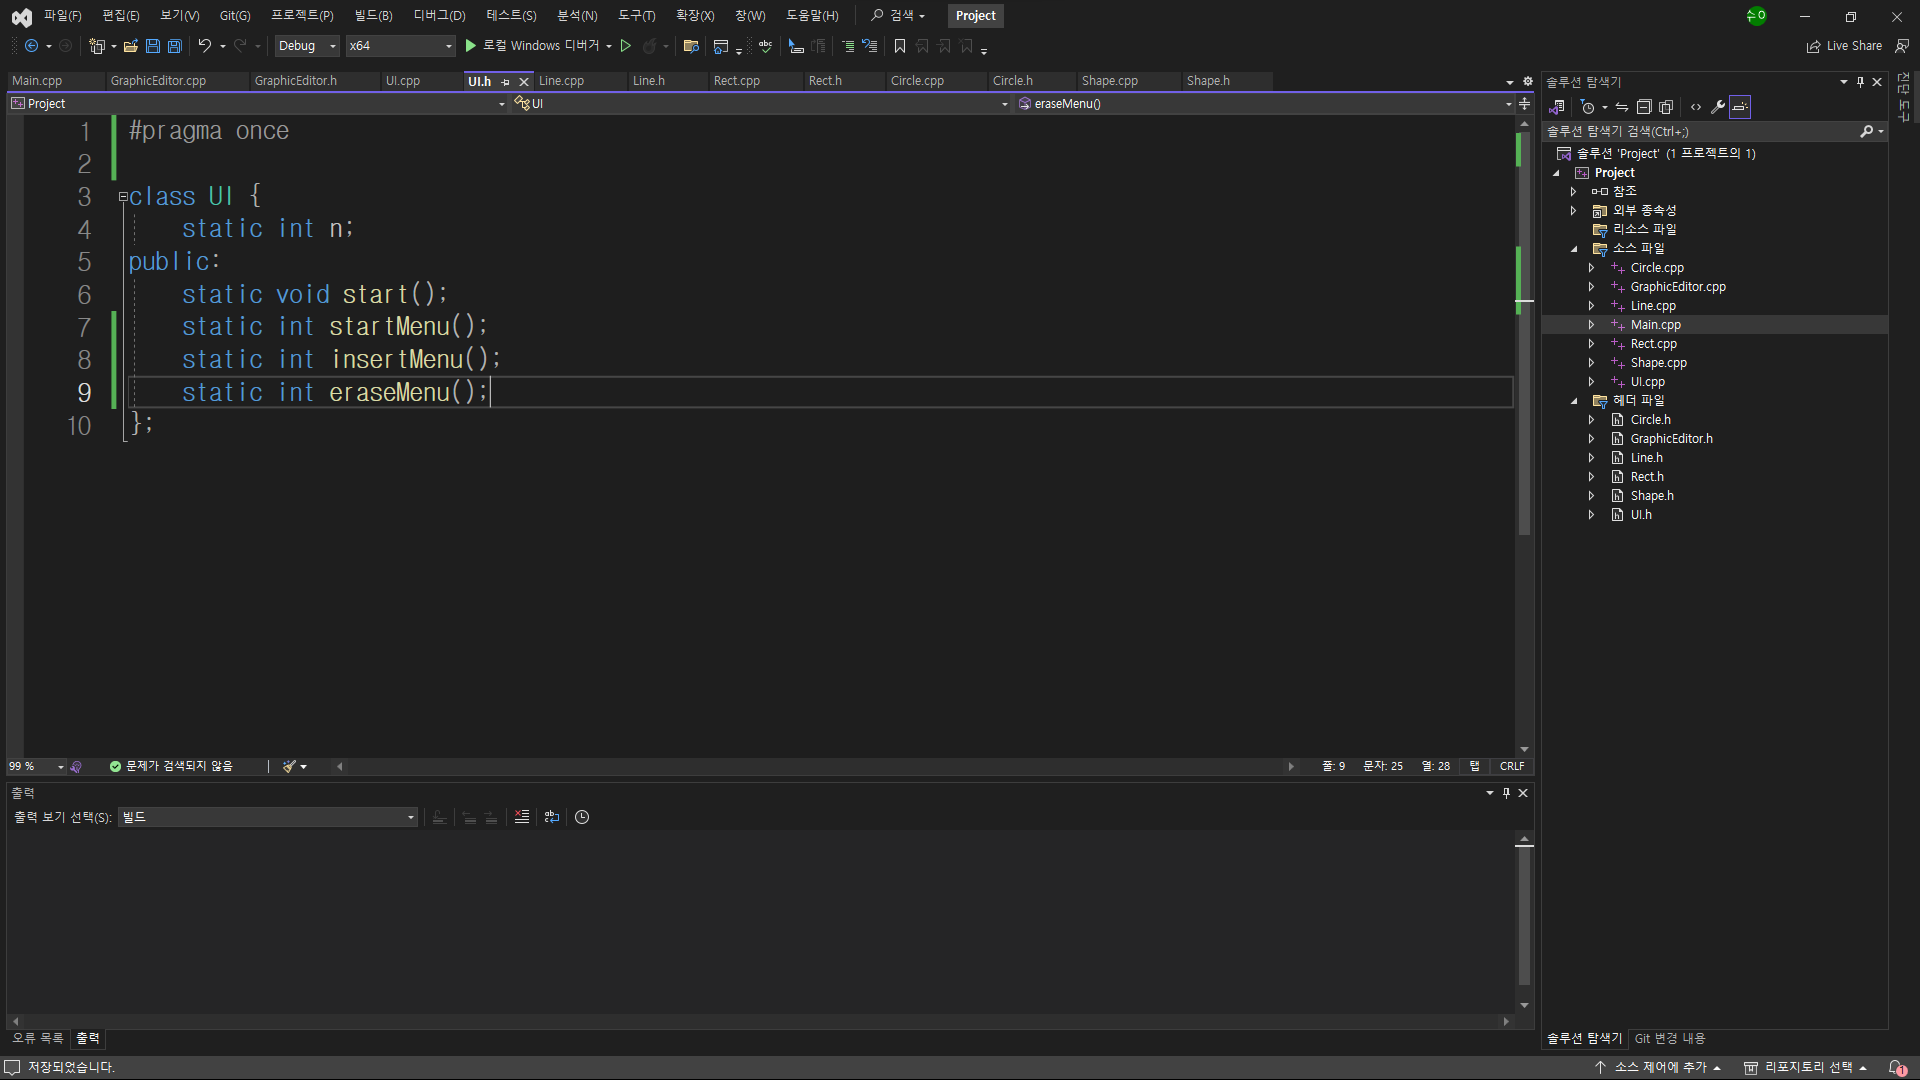 파일(F) 편집(E) 보기(V) Git(G) 프로젝트(P) 빌드(B) 디버그(D) 테스트(S) 분석(N) 도구(T) 확장(X) 창(W) 도움말(H) 검색 Project
Debug x64 로컬 Windows 디버거 Live Share
Main.cpp GraphicEditor.cpp GraphicEditor.h UI.cpp UI.h Line.cpp Line.h Rect.cpp Rect.h Circle.cpp Circle.h Shape.cpp Shape.h
Project UI eraseMenu()
1 #pragma once
2
3 class UI {
4 static int n;
5 public:
6 static void start();
7 static int startMenu();
8 static int insertMenu();
9 static int eraseMenu();
10 };
99 % 문제가 검색되지 않음 줄: 9 문자: 25 열: 28 탭 CRLF
출력
출력 보기 선택(S): 빌드
오류 목록 출력
솔루션 탐색기
솔루션 탐색기 검색(Ctrl+;)
솔루션 'Project' (1 프로젝트의 1)
Project
참조
외부 종속성
리소스 파일
소스 파일
Circle.cpp
GraphicEditor.cpp
Line.cpp
Main.cpp
Rect.cpp
Shape.cpp
UI.cpp
헤더 파일
Circle.h
GraphicEditor.h
Line.h
Rect.h
Shape.h
UI.h
솔루션 탐색기 Git 변경 내용
진단 도구
저장되었습니다. 소스 제어에 추가 리포지토리 선택 1